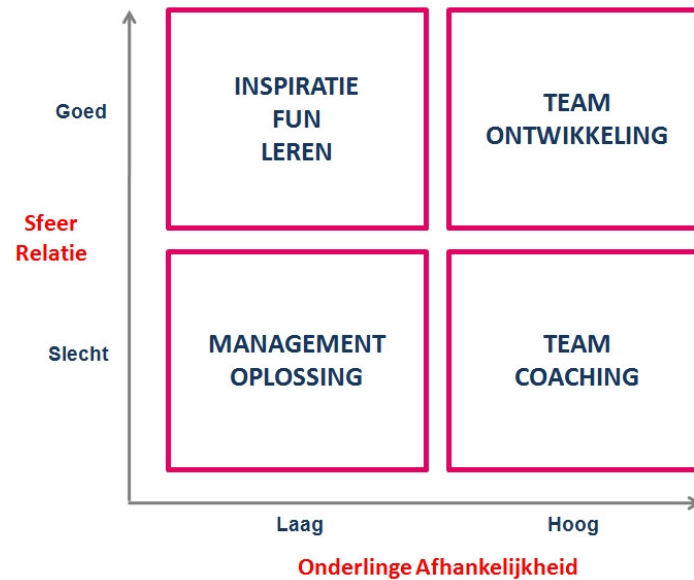 INSPIRATIE
FUN
LEREN
TEAM
ONTWIKKELING
Goed
Sfeer
Relatie
Slecht
MANAGEMENT
OPLOSSING
TEAM
COACHING
Laag
Hoog
Onderlinge Afhankelijkheid